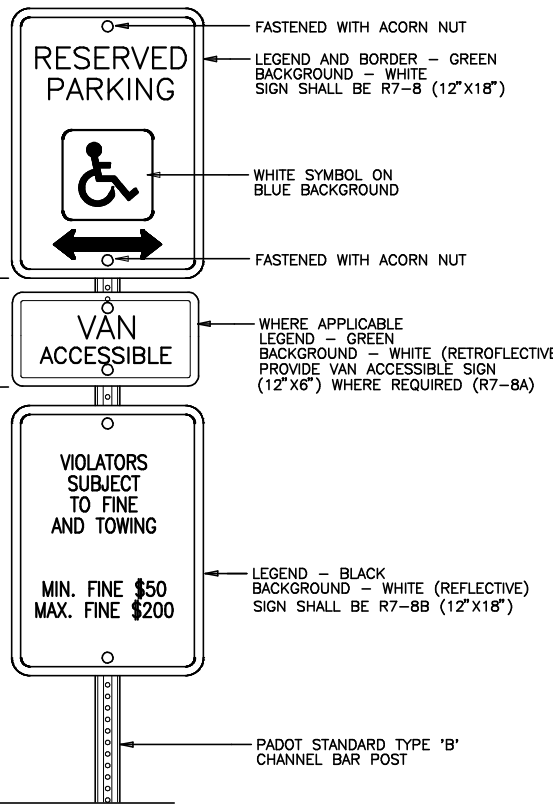 FASTENED WITH ACORN NUT
RESERVED
PARKING
LEGEND AND BORDER – GREEN
BACKGROUND – WHITE
SIGN SHALL BE R7–8 (12"X18")
WHITE SYMBOL ON
BLUE BACKGROUND
FASTENED WITH ACORN NUT
VAN
ACCESSIBLE
WHERE APPLICABLE
LEGEND – GREEN
BACKGROUND – WHITE (RETROFLECTIVE
PROVIDE VAN ACCESSIBLE SIGN
(12"X6") WHERE REQUIRED (R7–8A)
VIOLATORS
SUBJECT
TO FINE
AND TOWING
MIN. FINE $50
MAX. FINE $200
LEGEND – BLACK
BACKGROUND – WHITE (REFLECTIVE)
SIGN SHALL BE R7–8B (12"X18")
PADOT STANDARD TYPE 'B'
CHANNEL BAR POST